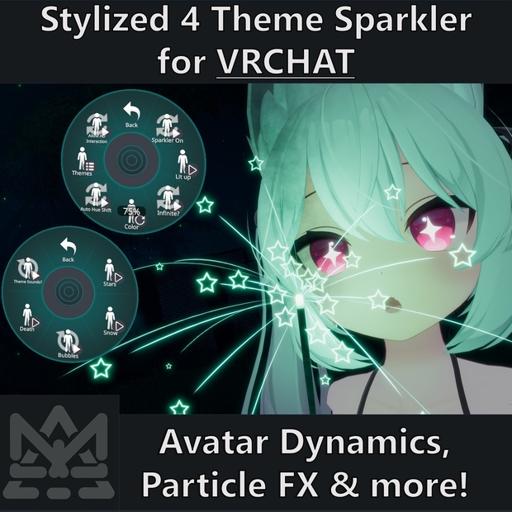 Stylized 4 Theme Sparkler
for VRCHAT
Back
Sparkler On
Interaction
Themes
Lit up
Auto Hue Shift
75%
Infinite?
Color
Back
Theme Sounds!
Stars
Death
Snow
Bubbles
Avatar Dynamics,
Particle FX & more!